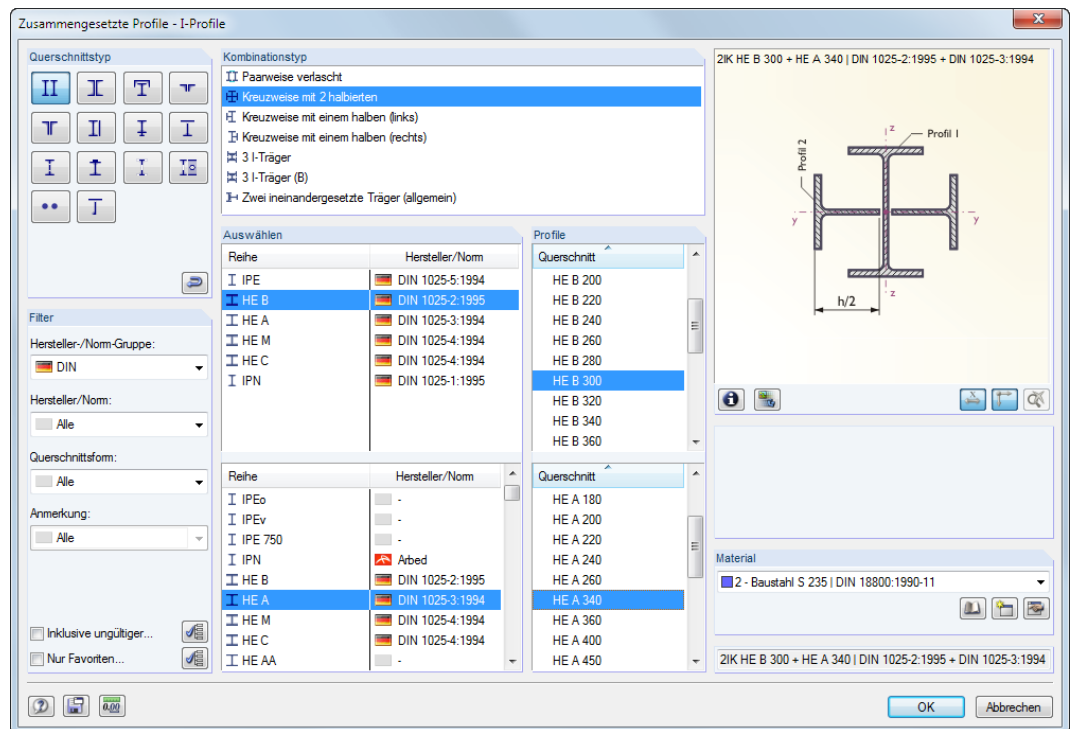 Zusammengesetzte Profile - I-Profile
Querschnittstyp
Filter
Hersteller-/Norm-Gruppe:
DIN
Hersteller/Norm:
Alle
Querschnittsform:
Alle
Anmerkung:
Alle
Inklusive ungültiger...
Nur Favoriten...
Kombinationstyp
Paarweise verlascht
Kreuzweise mit 2 halbierten
Kreuzweise mit einem halben (links)
Kreuzweise mit einem halben (rechts)
3 I-Träger
3 I-Träger (B)
Zwei ineinandergesetzte Träger (allgemein)
Auswählen
Reihe Hersteller/Norm
IPE DIN 1025-5:1994
HE B DIN 1025-2:1995
HE A DIN 1025-3:1994
HE M DIN 1025-4:1994
HE C DIN 1025-4:1994
IPN DIN 1025-1:1995
Profile
Querschnitt
HE B 200
HE B 220
HE B 240
HE B 260
HE B 280
HE B 300
HE B 320
HE B 340
HE B 360
Reihe Hersteller/Norm
IPEo -
IPEv -
IPE 750 -
IPN Arbed
HE B DIN 1025-2:1995
HE A DIN 1025-3:1994
HE M DIN 1025-4:1994
HE C DIN 1025-4:1994
HE AA -
Querschnitt
HE A 180
HE A 200
HE A 220
HE A 240
HE A 260
HE A 340
HE A 360
HE A 400
HE A 450
2IK HE B 300 + HE A 340 | DIN 1025-2:1995 + DIN 1025-3:1994
z
Profil I
Profil 2
y
y
z
h/2
Material
2 - Baustahl S 235 | DIN 18800:1990-11
2IK HE B 300 + HE A 340 | DIN 1025-2:1995 + DIN 1025-3:1994
0.00
OK
Abbrechen